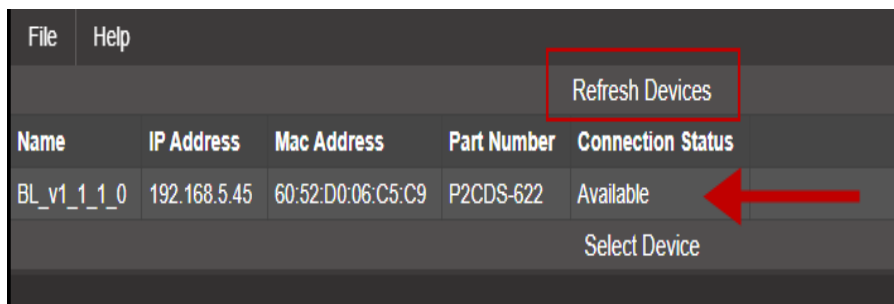 File Help
Refresh Devices
Name IP Address Mac Address Part Number Connection Status
BL_v1_1_1_0 192.168.5.45 60:52:D0:06:C5:C9 P2CDS-622 Available
Select Device